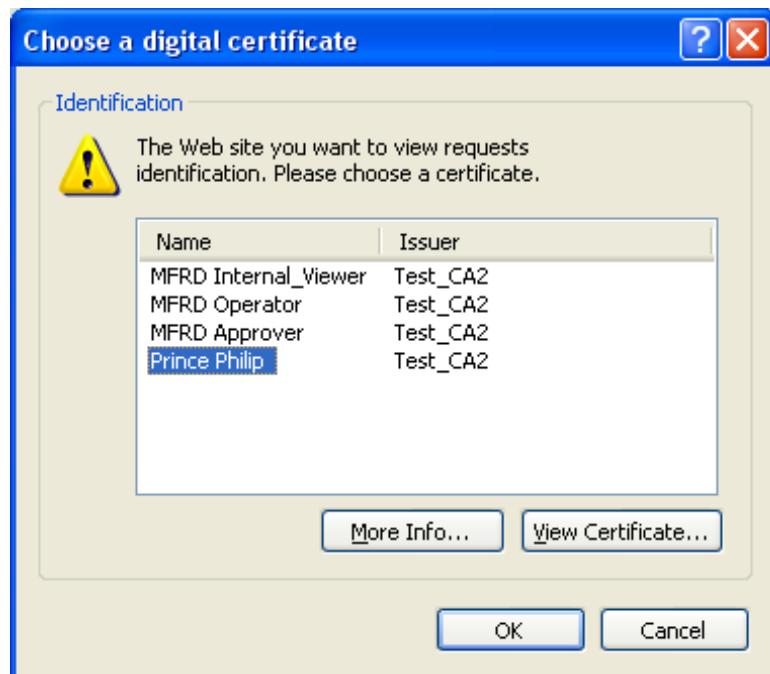 Choose a digital certificate
Identification
The Web site you want to view requests
identification. Please choose a certificate.
Name Issuer
MFRD Internal_Viewer Test_CA2
MFRD Operator Test_CA2
MFRD Approver Test_CA2
Prince Philip Test_CA2
More Info... View Certificate...
OK Cancel